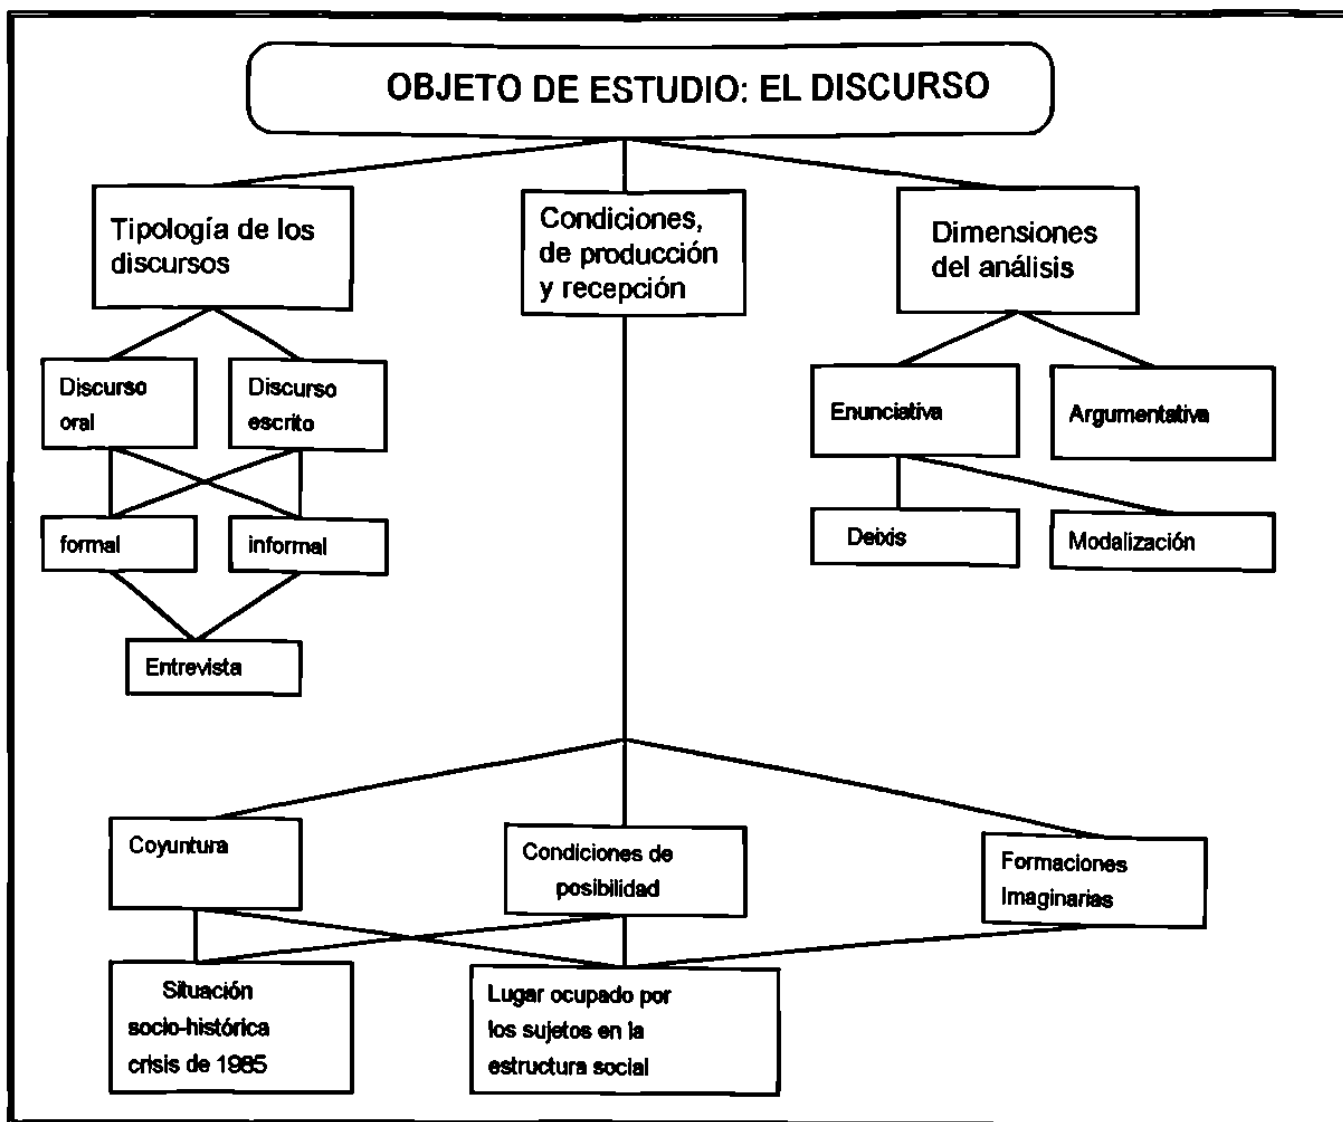 OBJETO DE ESTUDIO: EL DISCURSO
Tipología de los
discursos
Condiciones,
de producción
y recepción
Dimensiones
del análisis
Discurso
oral
Discurso
escrito
Enunciativa
Argumentativa
formal
informal
Deixis
Modalización
Entrevista
Coyuntura
Condiciones de
posibilidad
Formaciones
Imaginarias
Situación
socio-histórica
crisis de 1985
Lugar ocupado por
los sujetos en la
estructura social